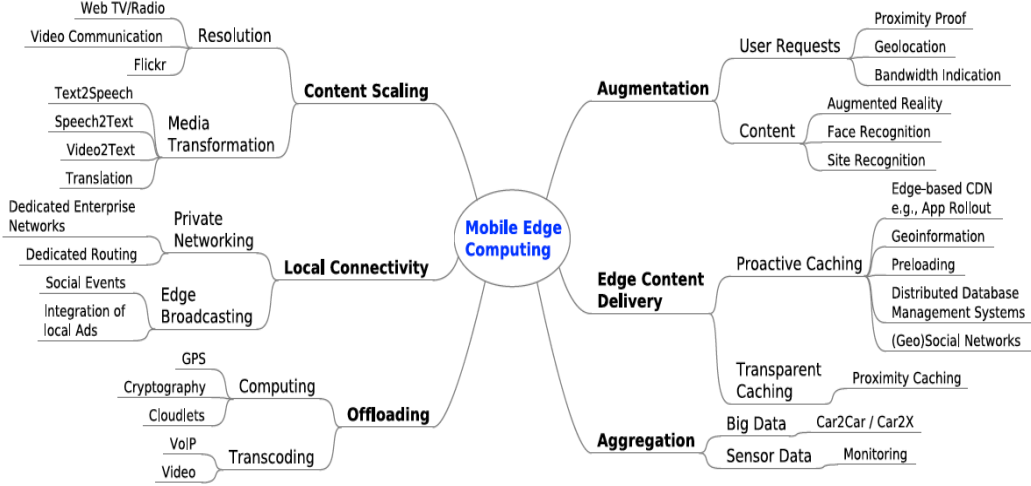 Mobile Edge
Computing
Content Scaling
Resolution
Web TV/Radio
Video Communication
Flickr
Media
Transformation
Text2Speech
Speech2Text
Video2Text
Translation
Local Connectivity
Private
Networking
Dedicated Enterprise
Networks
Dedicated Routing
Edge
Broadcasting
Social Events
Integration of
local Ads
Offloading
Computing
GPS
Cryptography
Cloudlets
Transcoding
VoIP
Video
Augmentation
User Requests
Proximity Proof
Geolocation
Bandwidth Indication
Content
Augmented Reality
Face Recognition
Site Recognition
Edge Content
Delivery
Proactive Caching
Edge-based CDN
e.g., App Rollout
Geoinformation
Preloading
Distributed Database
Management Systems
(Geo)Social Networks
Transparent
Caching
Proximity Caching
Aggregation
Big Data
Car2Car / Car2X
Sensor Data
Monitoring